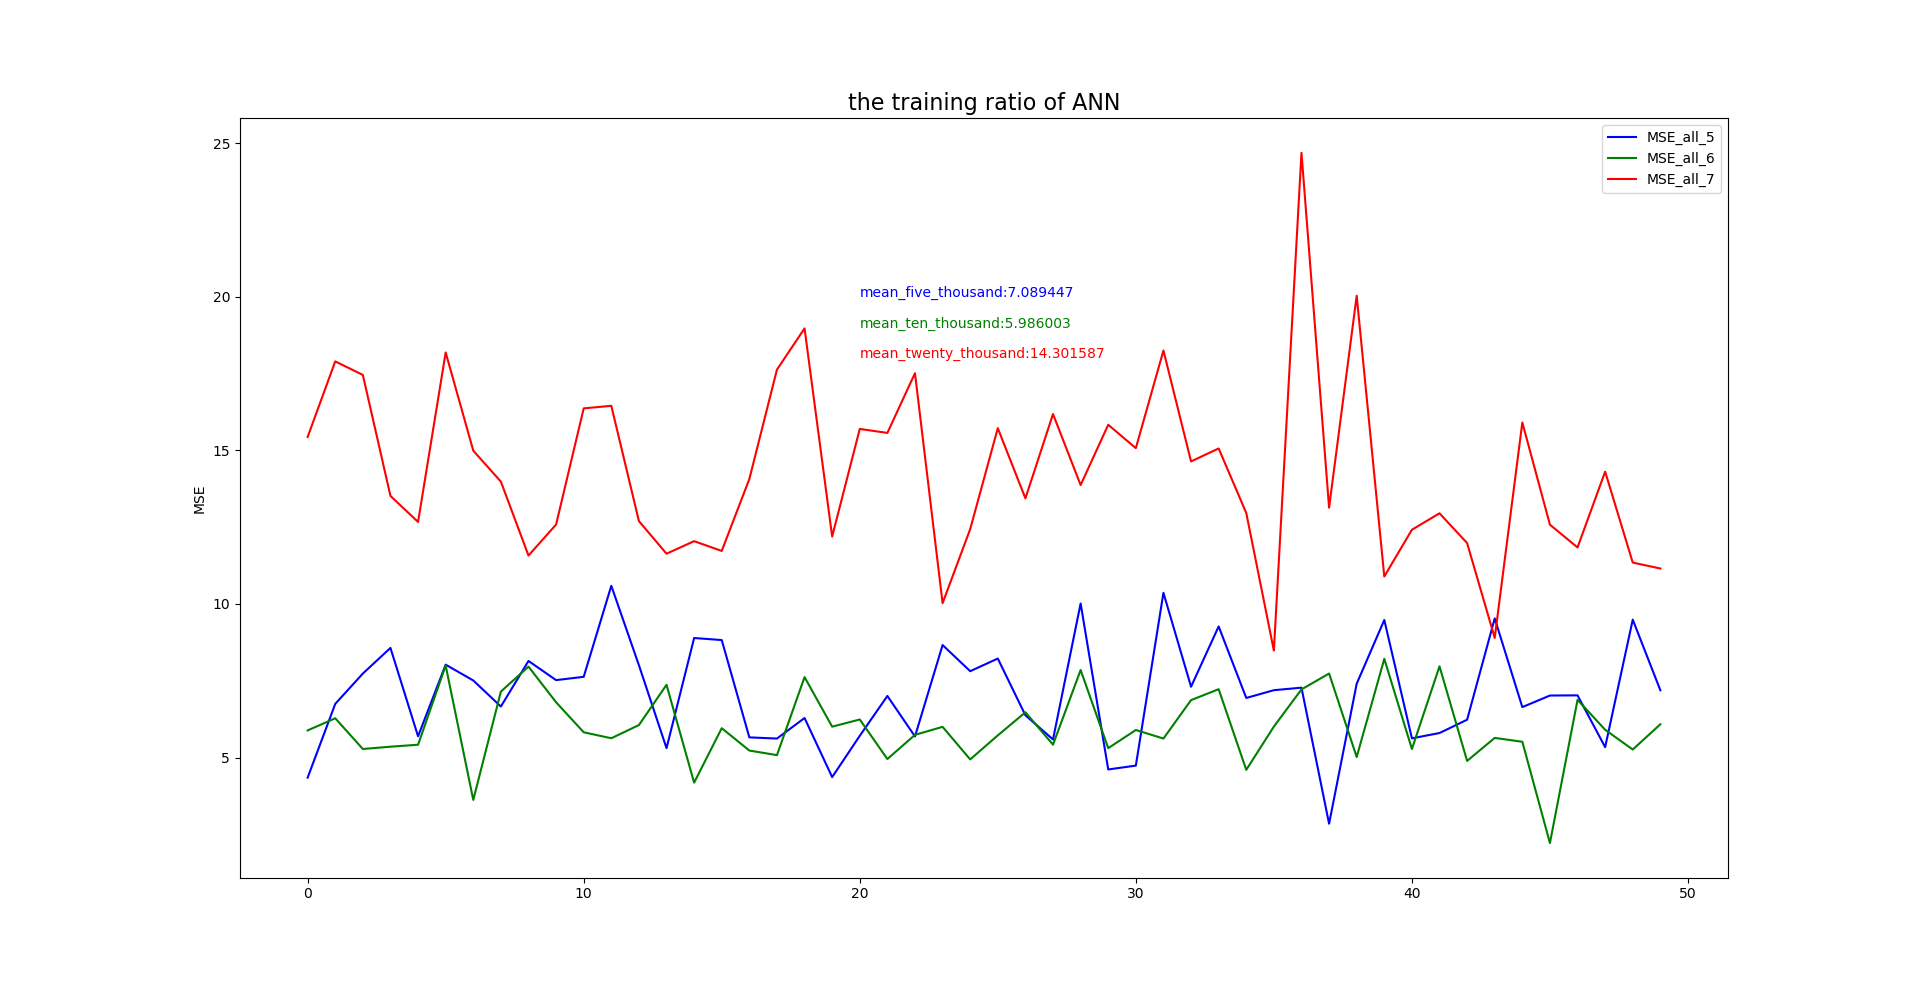 the training ratio of ANN
MSE_all_5
MSE_all_6
MSE_all_7
25
20
15
10
5
MSE
mean_five_thousand:7.089447
mean_ten_thousand:5.986003
mean_twenty_thousand:14.301587
0
10
20
30
40
50